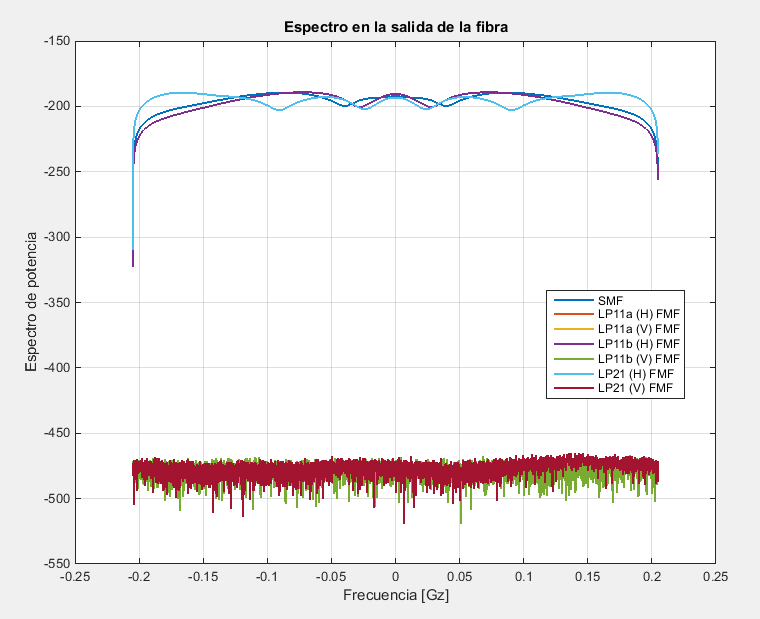 Espectro en la salida de la fibra
Espectro de potencia
-150
-200
-250
-300
-350
-400
-450
-500
-550
SMF
LP11a (H) FMF
LP11a (V) FMF
LP11b (H) FMF
LP11b (V) FMF
LP21 (H) FMF
LP21 (V) FMF
-0.25 -0.2 -0.15 -0.1 -0.05 0 0.05 0.1 0.15 0.2 0.25
Frecuencia [Gz]